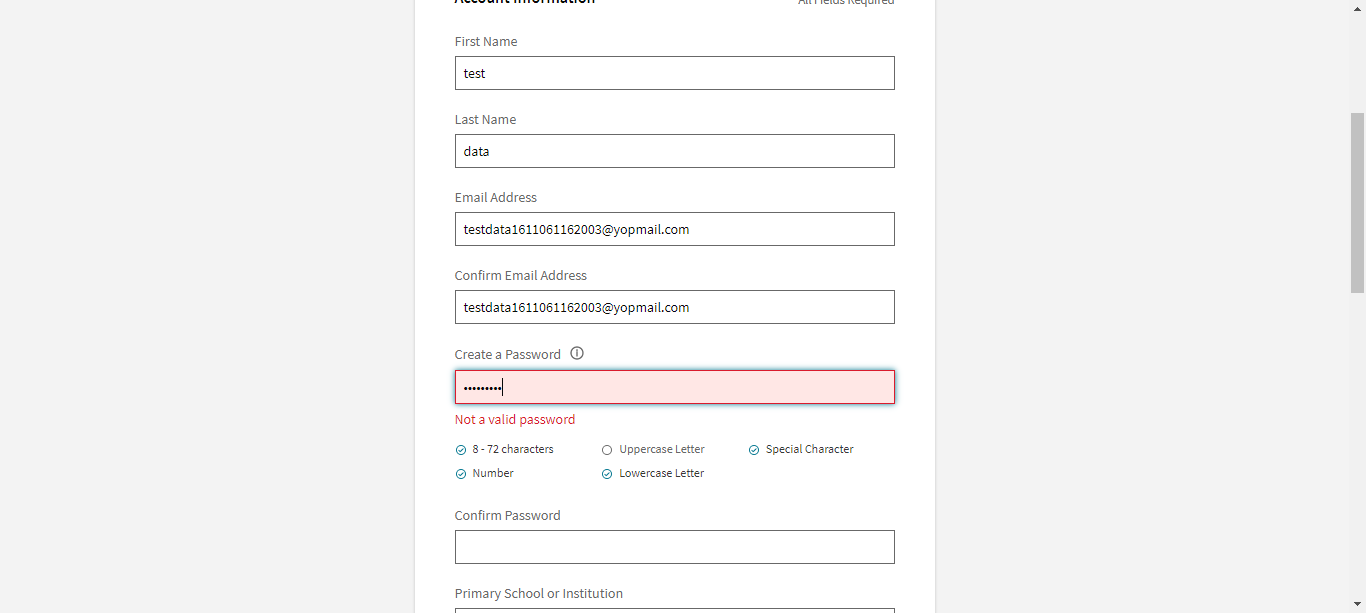 Account Information
All Fields Required
First Name
test
Last Name
data
Email Address
testdata1611061162003@yopmail.com
Confirm Email Address
testdata1611061162003@yopmail.com
Create a Password
•••••••••
Not a valid password
8 - 72 characters
Uppercase Letter
Special Character
Number
Lowercase Letter
Confirm Password
Primary School or Institution